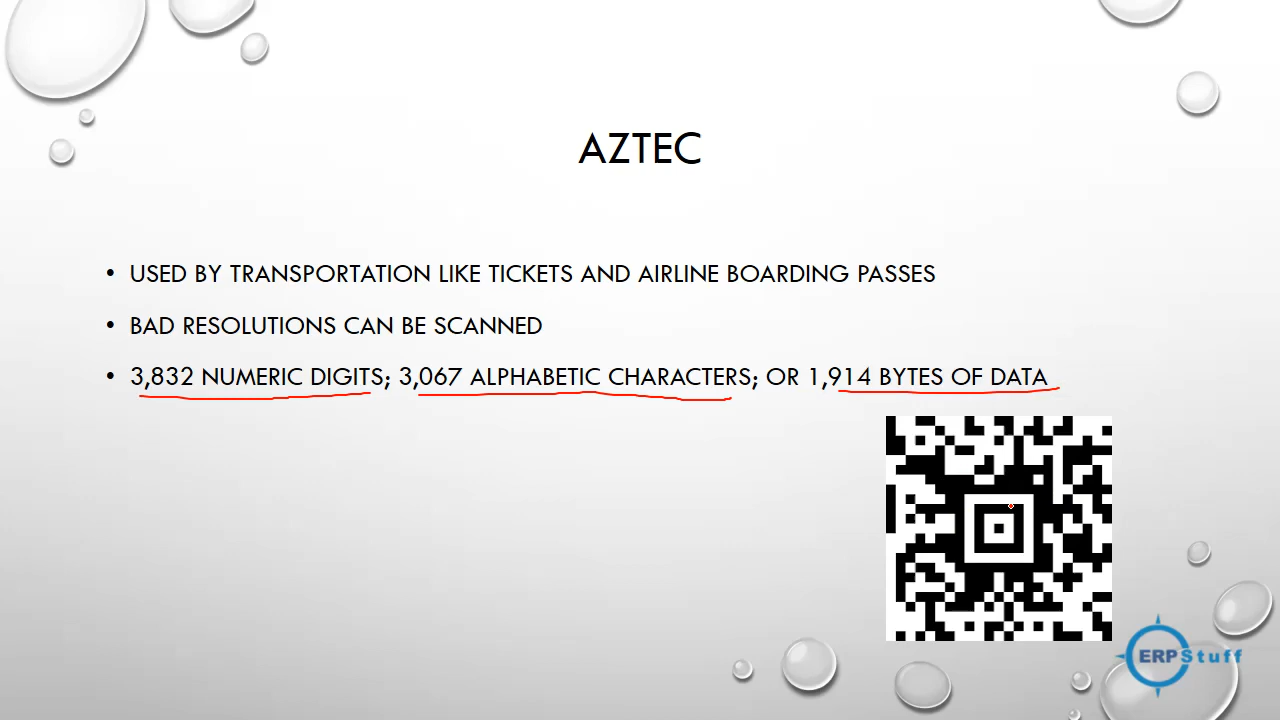 AZTEC
• USED BY TRANSPORTATION LIKE TICKETS AND AIRLINE BOARDING PASSES
• BAD RESOLUTIONS CAN BE SCANNED
• 3,832 NUMERIC DIGITS; 3,067 ALPHABETIC CHARACTERS; OR 1,914 BYTES OF DATA
ERPStuff